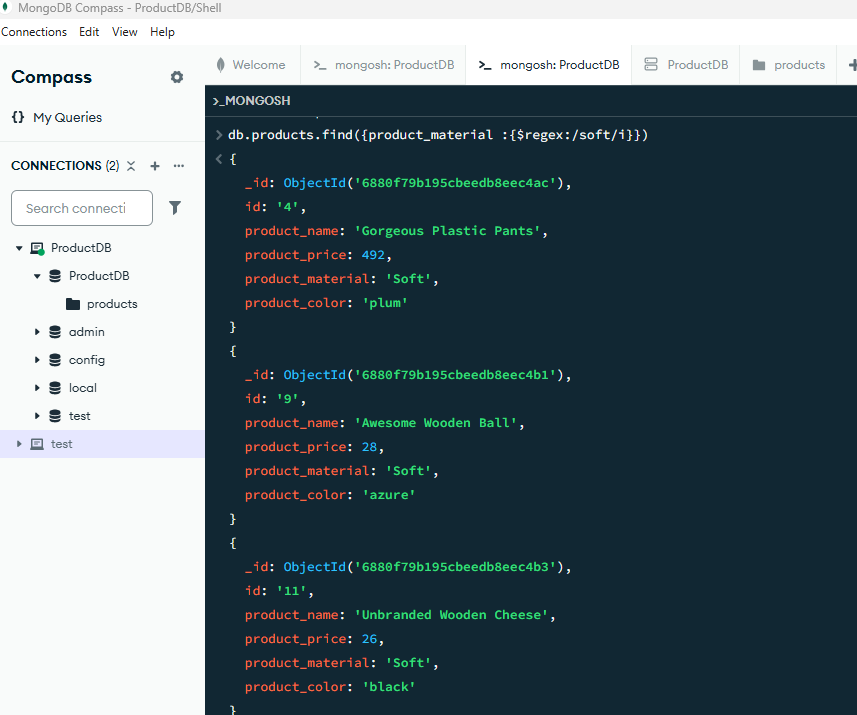 MongoDB Compass - ProductDB/Shell
Connections Edit View Help
Compass
My Queries
CONNECTIONS (2)
Search connecti
ProductDB
ProductDB
products
admin
config
local
test
test
Welcome
>_ mongosh: ProductDB
>_ mongosh: ProductDB
ProductDB
products
>_MONGOSH
> db.products.find({product_material :{$regex:/soft/i}})
< {
_id: ObjectId('6880f79b195cbeedb8eec4ac'),
id: '4',
product_name: 'Gorgeous Plastic Pants',
product_price: 492,
product_material: 'Soft',
product_color: 'plum'
}
{
_id: ObjectId('6880f79b195cbeedb8eec4b1'),
id: '9',
product_name: 'Awesome Wooden Ball',
product_price: 28,
product_material: 'Soft',
product_color: 'azure'
}
{
_id: ObjectId('6880f79b195cbeedb8eec4b3'),
id: '11',
product_name: 'Unbranded Wooden Cheese',
product_price: 26,
product_material: 'Soft',
product_color: 'black'
}